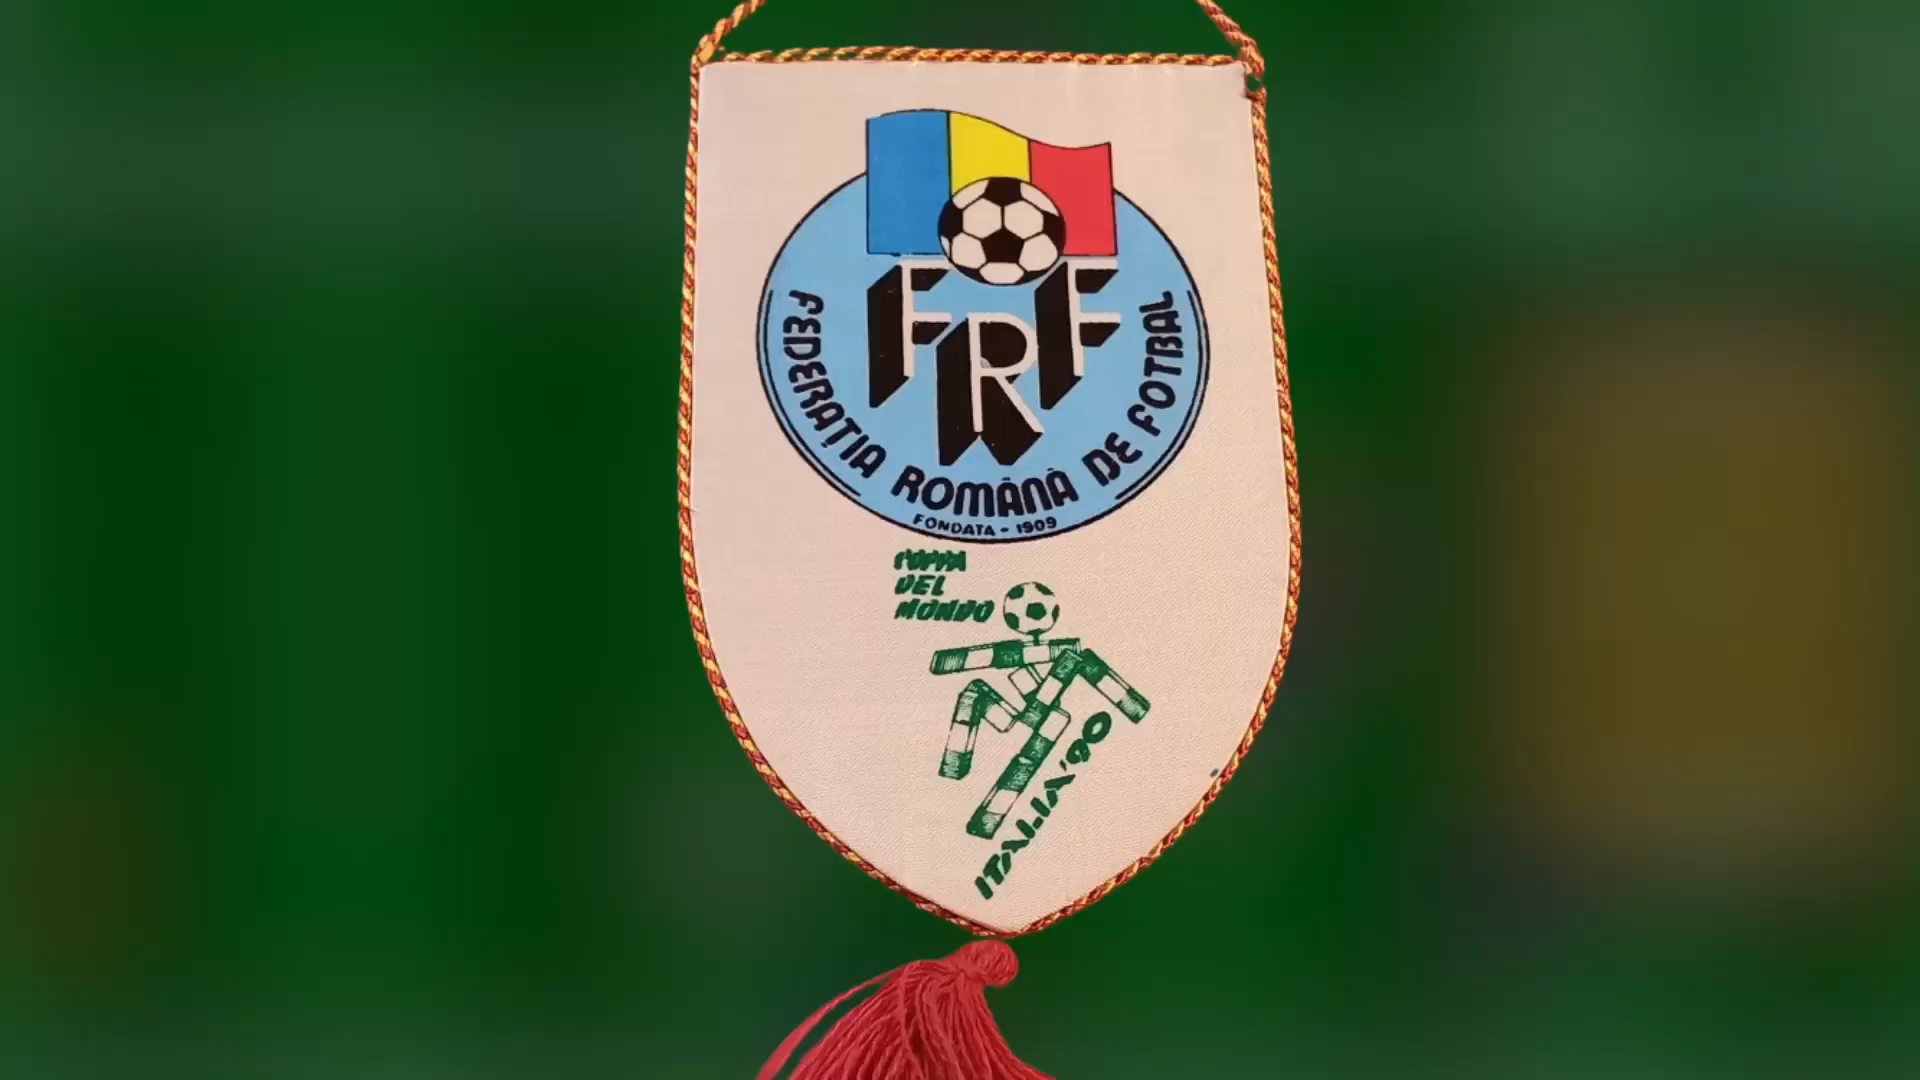 FRF
FEDERAȚIA ROMÂNĂ DE FOTBAL
FONDATA - 1909
COPPA
DEL
MONDO
ITALIA '90